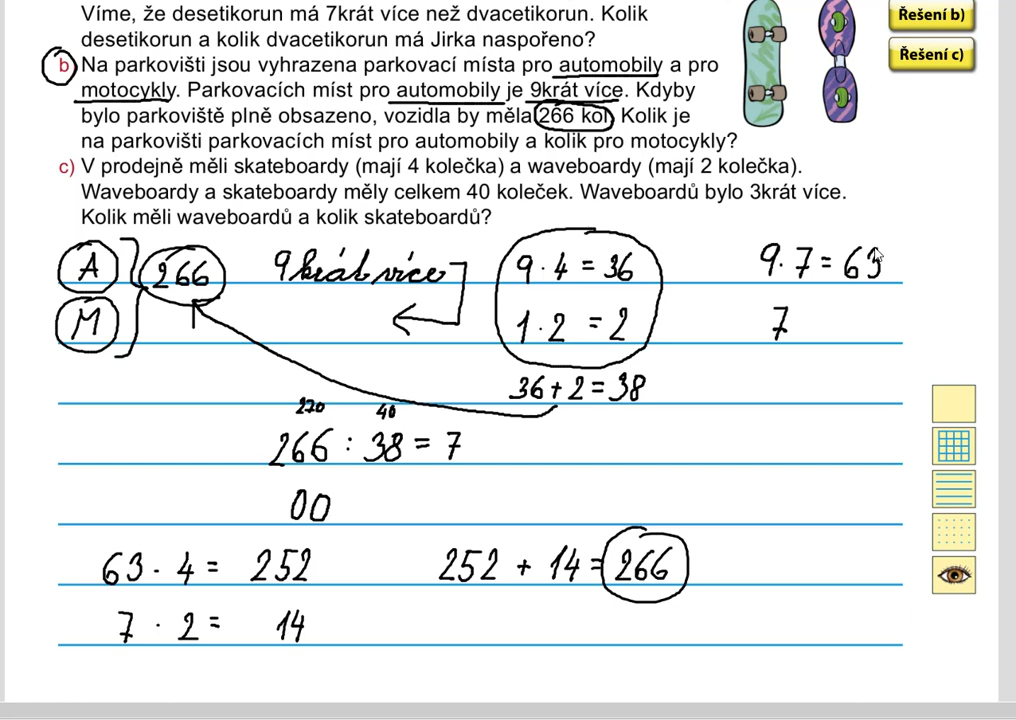 Víme, že desetikorun má 7krát více než dvacetikorun. Kolik
desetikorun a kolik dvacetikorun má Jirka naspořeno?
b) Na parkovišti jsou vyhrazena parkovací místa pro automobily a pro
motocykly. Parkovacích míst pro automobily je 9krát více. Kdyby
bylo parkoviště plně obsazeno, vozidla by měla 266 kol. Kolik je
na parkovišti parkovacích míst pro automobily a kolik pro motocykly?
c) V prodejně měli skateboardy (mají 4 kolečka) a waveboardy (mají 2 kolečka).
Waveboardy a skateboardy měly celkem 40 koleček. Waveboardů bylo 3krát více.
Kolik měli waveboardů a kolik skateboardů?
Řešení b)
Řešení c)
A 266 9krát více 9 · 4 = 36 9 · 7 = 63
M 1 · 2 = 2 7
36 + 2 = 38
270 40
266 : 38 = 7
00
63 · 4 = 252 252 + 14 = 266
7 · 2 = 14